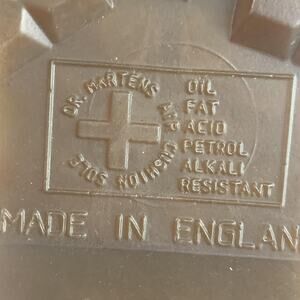 DR. MARTENS AIR CUSHION SOLE
OIL
FAT
ACID
PETROL
ALKALI
RESISTANT
MADE IN ENGLAN